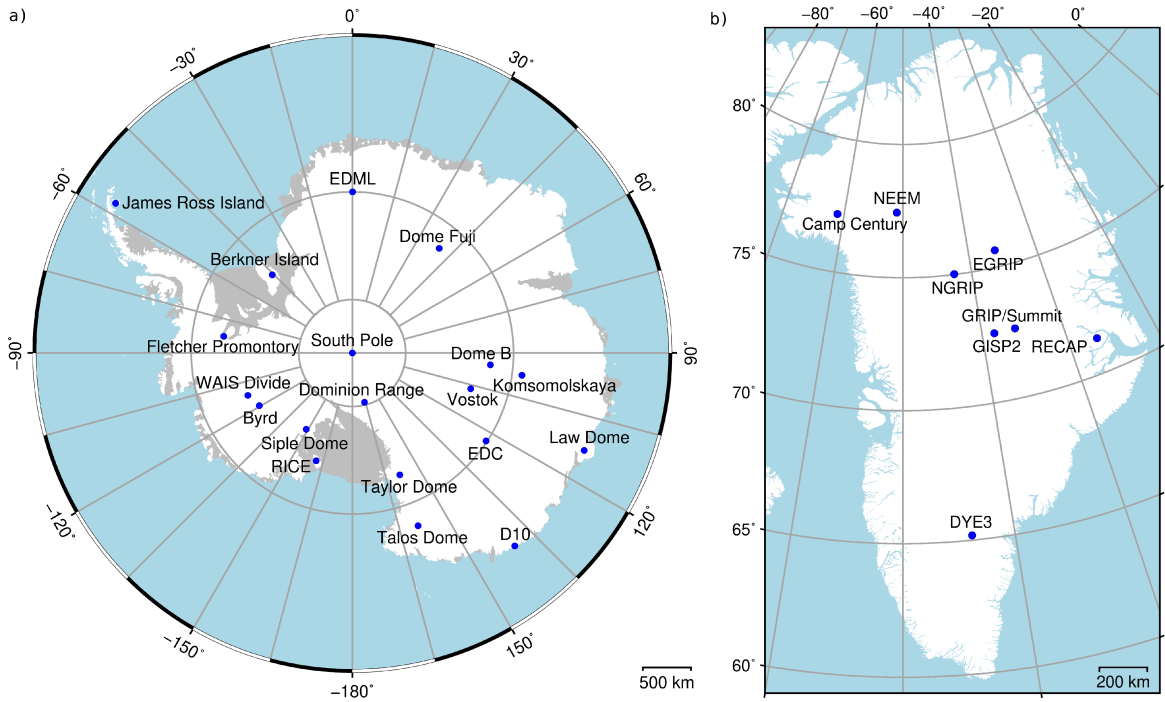 a)
0°
30°
60°
90°
120°
150°
−180°
−150°
−120°
−90°
−60°
−30°
EDML
James Ross Island
Dome Fuji
Berkner Island
South Pole
Fletcher Promontory
Dome B
WAIS Divide
Dominion Range
Komsomolskaya
Vostok
Byrd
Siple Dome
Law Dome
EDC
RICE
Taylor Dome
Talos Dome
D10
500 km
b)
−80°
−60°
−40°
−20°
0°
80°
75°
70°
65°
60°
NEEM
Camp Century
EGRIP
NGRIP
GRIP/Summit
GISP2
RECAP
DYE3
200 km